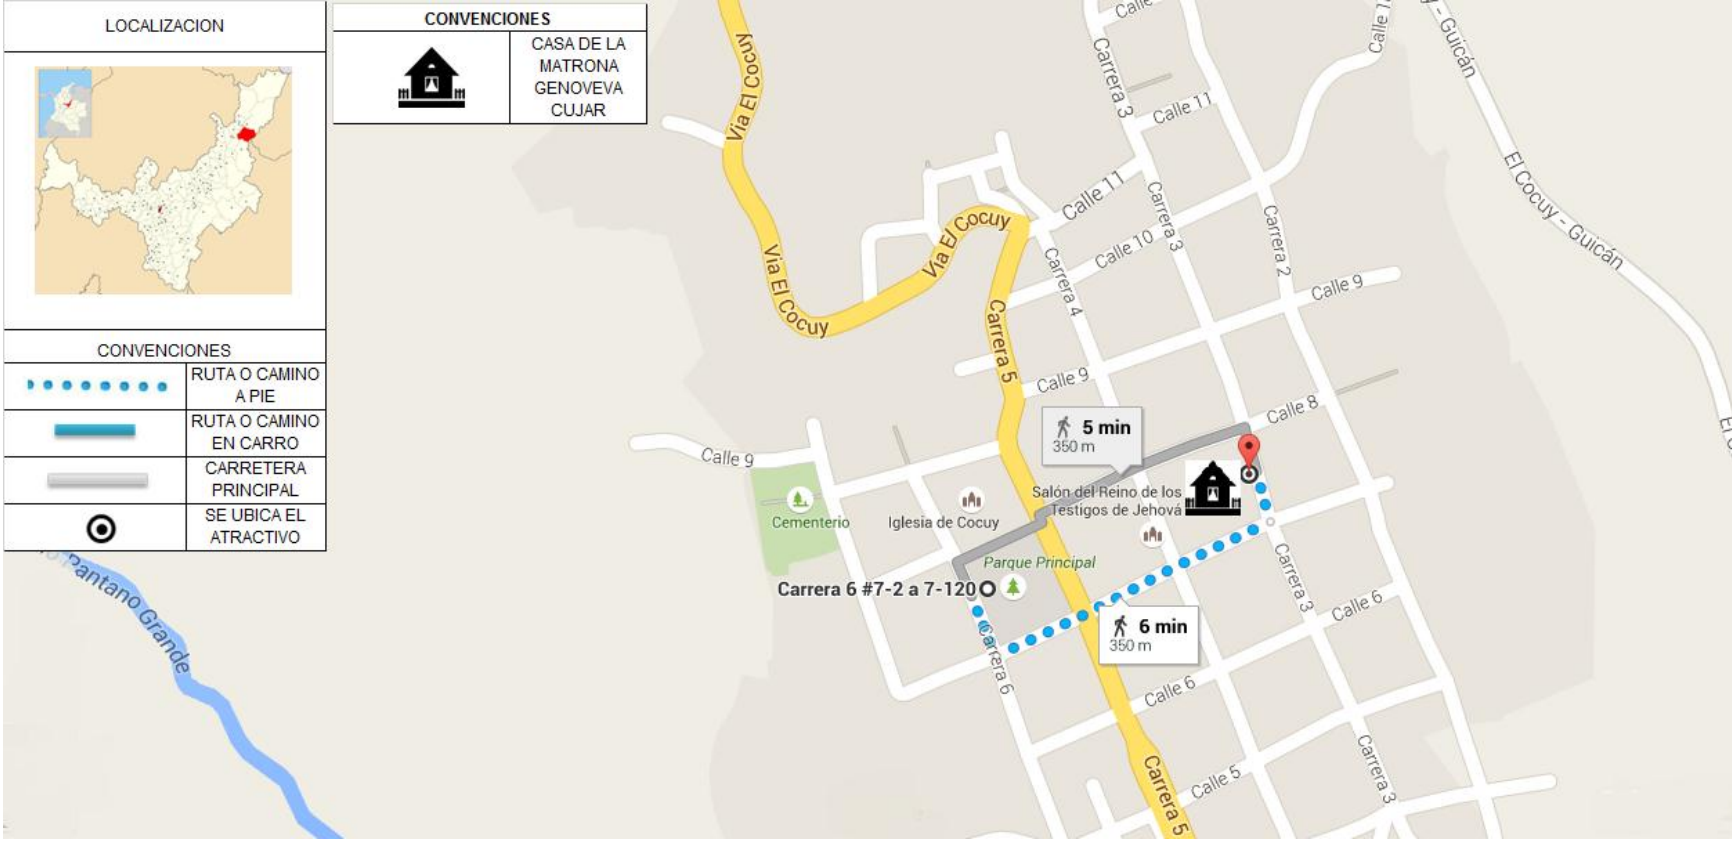 LOCALIZACION
CONVENCIONES
RUTA O CAMINO
A PIE
RUTA O CAMINO
EN CARRO
CARRETERA
PRINCIPAL
SE UBICA EL
ATRACTIVO
CONVENCIONES
CASA DE LA
MATRONA
GENOVEVA
CUJAR
Via El Cocuy
Via El Cocuy
Via El Cocuy
Calle
Carrera 3
Calle 11
Calle 1
- Guicán
El Cocuy - Guicán
Calle 11
Carrera 3
Calle 10
Carrera 2
Carrera 4
Calle 9
Carrera 5
Calle 9
Calle 8
5 min
350 m
Calle 9
Salón del Reino de los
Testigos de Jehová
Cementerio
Iglesia de Cocuy
Parque Principal
Carrera 6 #7-2 a 7-120
6 min
350 m
Carrera 3
Calle 6
Carrera 6
Calle 6
Pantano Grande
Carrera 5
Calle 5
Carrera 3